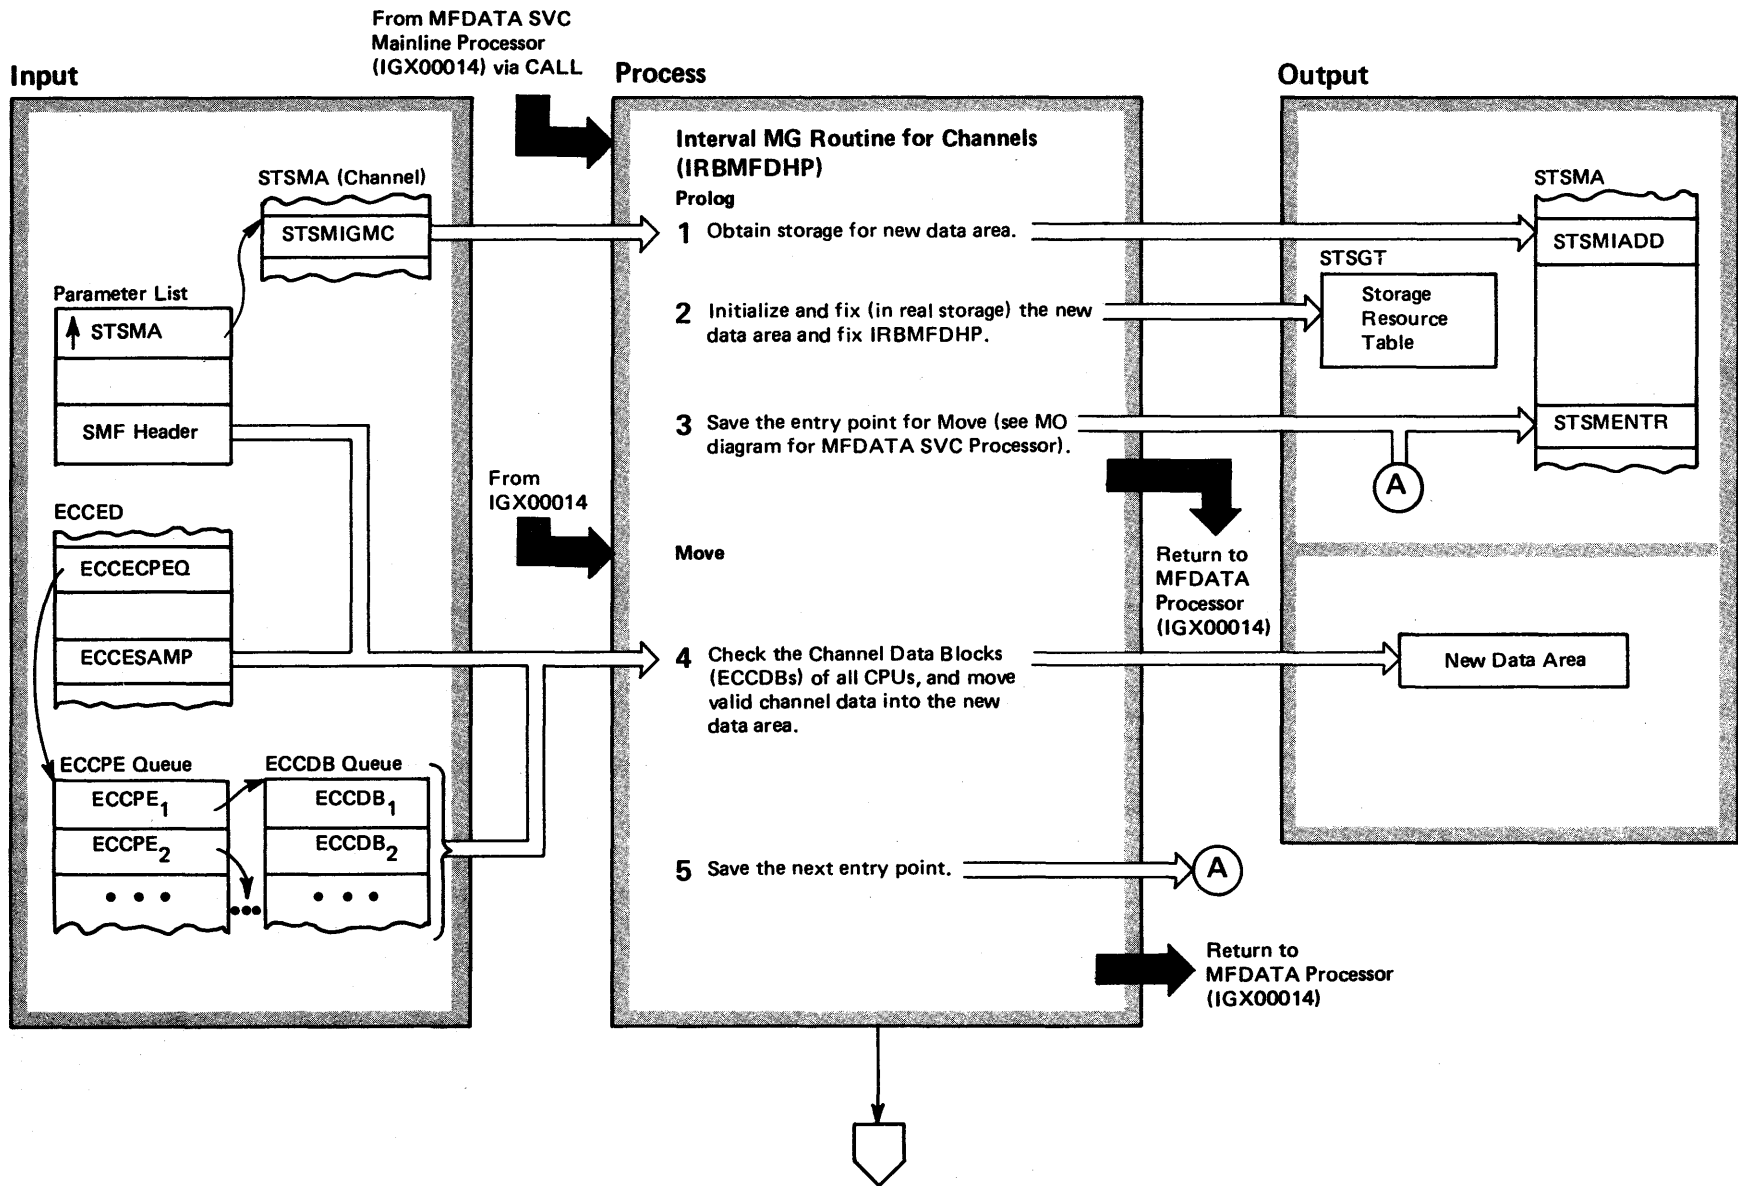 From MFDATA SVC
Mainline Processor
(IGX00014) via CALL
Input
Process
Output
STSMA (Channel)
STSMIGMC
Parameter List
STSMA
SMF Header
ECCED
ECCECPEQ
ECCESAMP
ECCPE Queue
ECCPE1
ECCPE2
• • •
•••
ECCDB Queue
ECCDB1
ECCDB2
• • •
From
IGX00014
Interval MG Routine for Channels
(IRBMFDHP)
Prolog
1 Obtain storage for new data area.
2 Initialize and fix (in real storage) the new
data area and fix IRBMFDHP.
3 Save the entry point for Move (see MO
diagram for MFDATA SVC Processor).
Move
4 Check the Channel Data Blocks
(ECCDBs) of all CPUs, and move
valid channel data into the new
data area.
5 Save the next entry point.
A
Return to
MFDATA Processor
(IGX00014)
Return to
MFDATA
Processor
(IGX00014)
STSMA
STSMIADD
STSGT
Storage
Resource
Table
STSMENTR
A
New Data Area